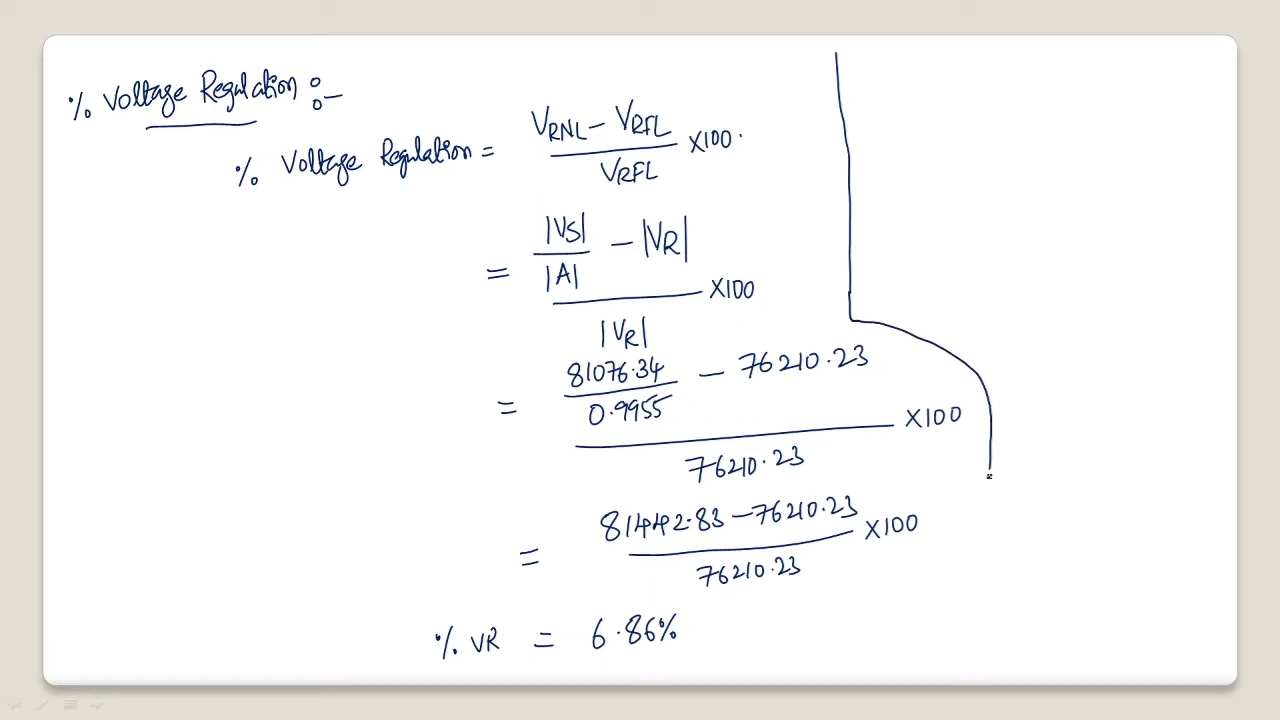 % Voltage Regulation :-
% Voltage Regulation = VRNL - VRFL / VRFL X100.
= |VS| / |A| - |VR| / |VR| X100
= 81076.34 / 0.9955 - 76210.23 / 76210.23 X100
= 81442.83 - 76210.23 / 76210.23 X100
% VR = 6.86%